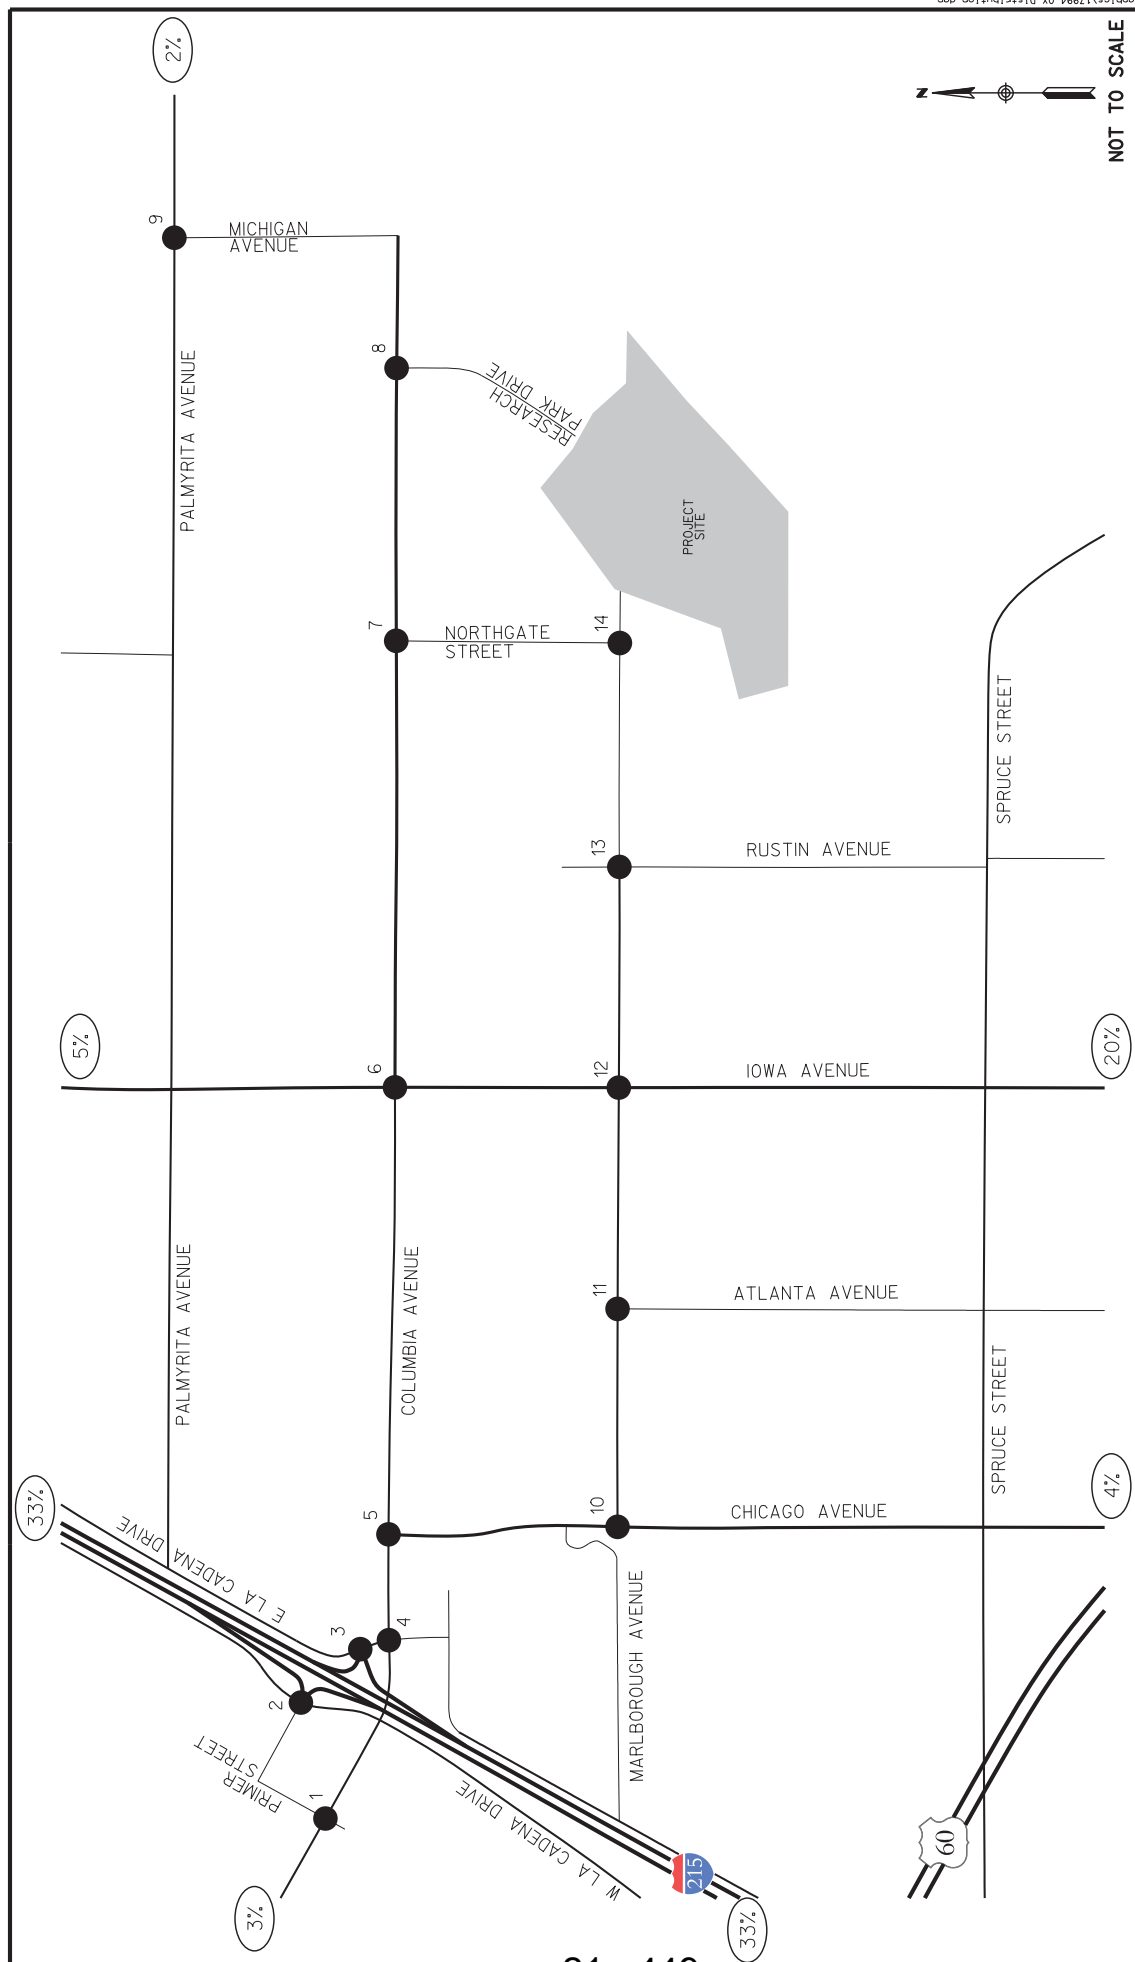 2%
NOT TO SCALE
N
9
MICHIGAN
AVENUE
8
PALMYRITA AVENUE
RESEARCH
PARK DRIVE
PROJECT
SITE
7
NORTHGATE
STREET
14
SPRUCE STREET
13
RUSTIN AVENUE
5%
6
12
IOWA AVENUE
20%
PALMYRITA AVENUE
COLUMBIA AVENUE
11
ATLANTA AVENUE
SPRUCE STREET
33%
E LA CADENA DRIVE
5
10
CHICAGO AVENUE
4%
3
4
2
MARLBOROUGH AVENUE
PRIMER
STREET
1
W LA CADENA DRIVE
215
60
3%
33%